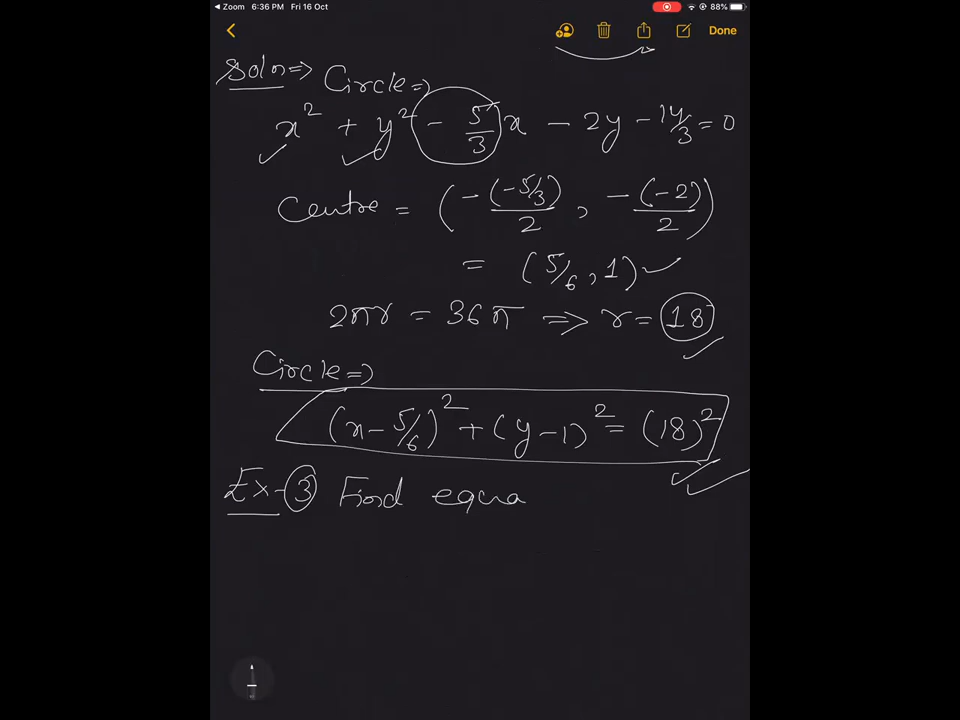 ◀ Zoom 6:36 PM Fri 16 Oct 88%
Done
Soln ⇒ Circle ⇒
x² + y² - 5/3 x - 2y - 14/3 = 0
Centre = (-(-5/3)/2, -(-2)/2)
= (5/6, 1)
2πr = 36π ⇒ r = 18
Circle ⇒
(x - 5/6)² + (y - 1)² = (18)²
Ex-3 Find equa